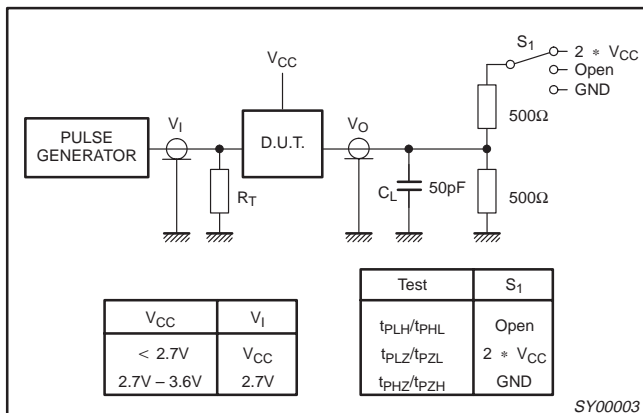 S1
2 * VCC
Open
GND
VCC
500Ω
VI
VO
PULSE GENERATOR
D.U.T.
RT
CL
50pF
500Ω
VCC VI
< 2.7V VCC
2.7V – 3.6V 2.7V
Test S1
tPLH/tPHL Open
tPLZ/tPZL 2 * VCC
tPHZ/tPZH GND
SY00003